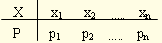 X x₁ x₂ ..... xₙ
P p₁ p₂ ..... pₙ